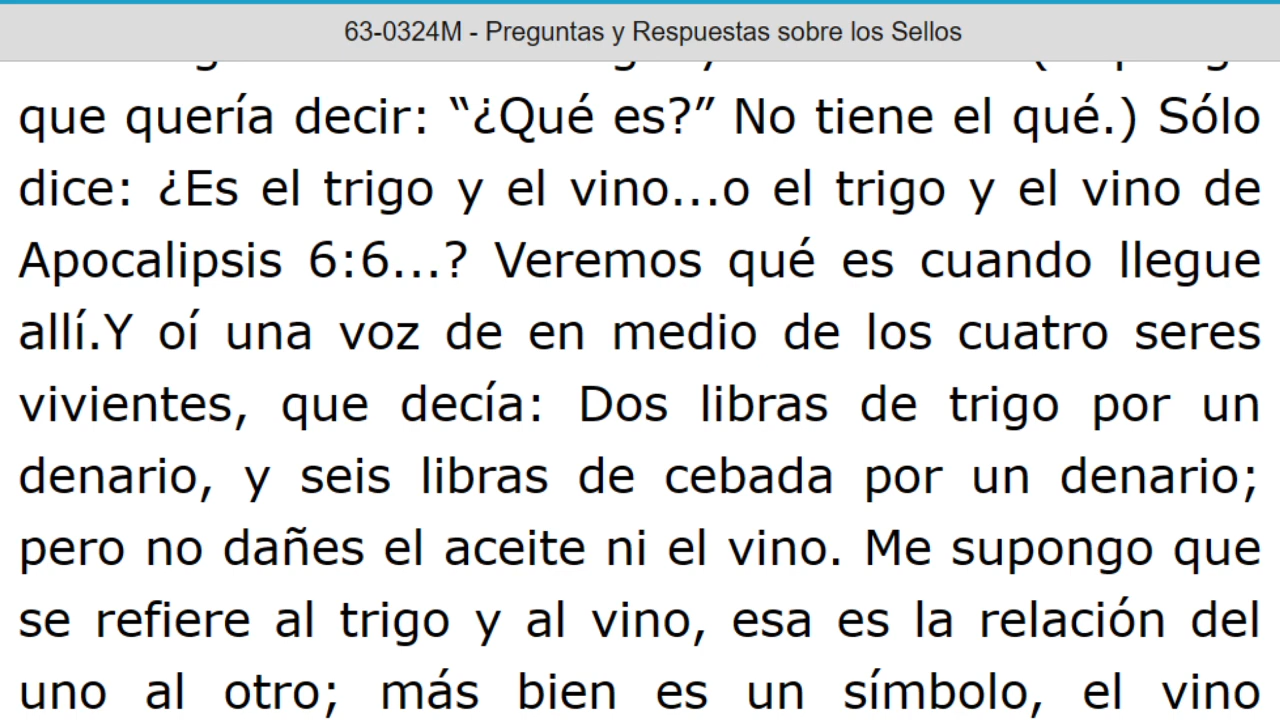 63-0324M - Preguntas y Respuestas sobre los Sellos
que quería decir: “¿Qué es?” No tiene el qué.) Sólo
dice: ¿Es el trigo y el vino...o el trigo y el vino de
Apocalipsis 6:6...? Veremos qué es cuando llegue
allí.Y oí una voz de en medio de los cuatro seres
vivientes, que decía: Dos libras de trigo por un
denario, y seis libras de cebada por un denario;
pero no dañes el aceite ni el vino. Me supongo que
se refiere al trigo y al vino, esa es la relación del
uno al otro; más bien es un símbolo, el vino